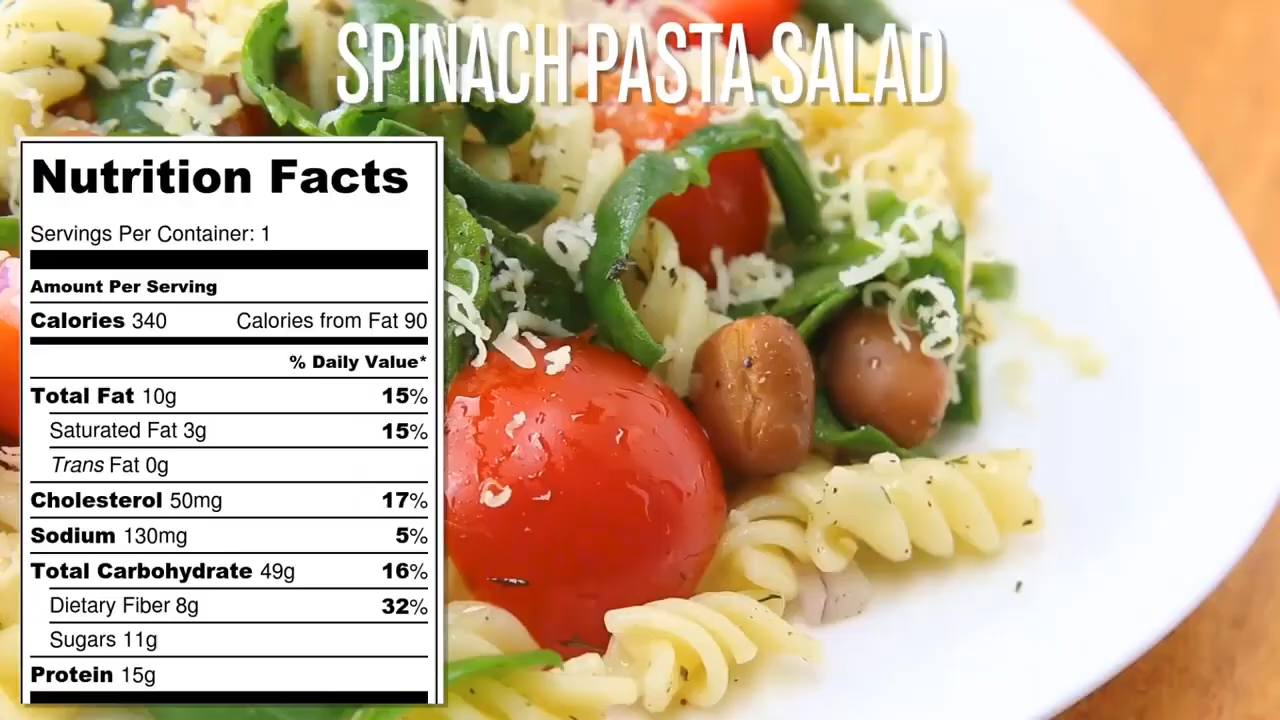 SPINACH PASTA SALAD
Nutrition Facts
Servings Per Container: 1
Amount Per Serving
Calories 340 Calories from Fat 90
% Daily Value*
Total Fat 10g 15%
Saturated Fat 3g 15%
Trans Fat 0g
Cholesterol 50mg 17%
Sodium 130mg 5%
Total Carbohydrate 49g 16%
Dietary Fiber 8g 32%
Sugars 11g
Protein 15g